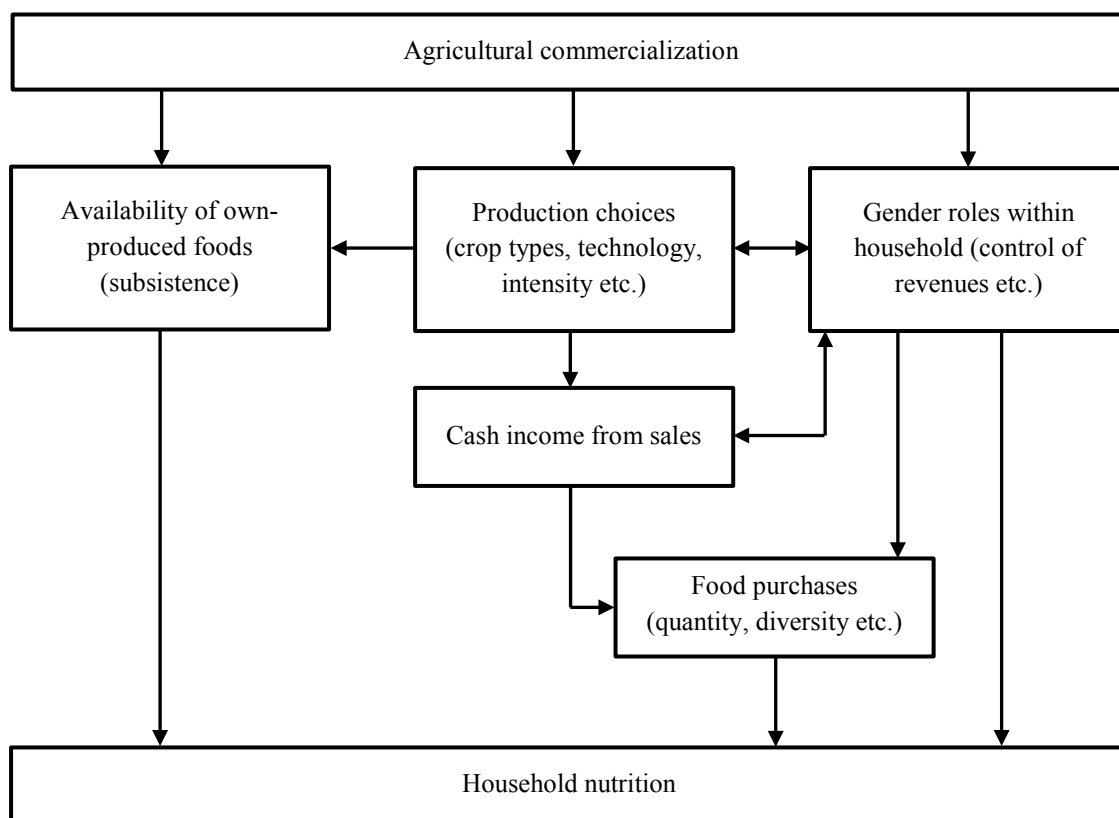 Agricultural commercialization
Availability of own-
produced foods
(subsistence)
Production choices
(crop types, technology,
intensity etc.)
Gender roles within
household (control of
revenues etc.)
Cash income from sales
Food purchases
(quantity, diversity etc.)
Household nutrition